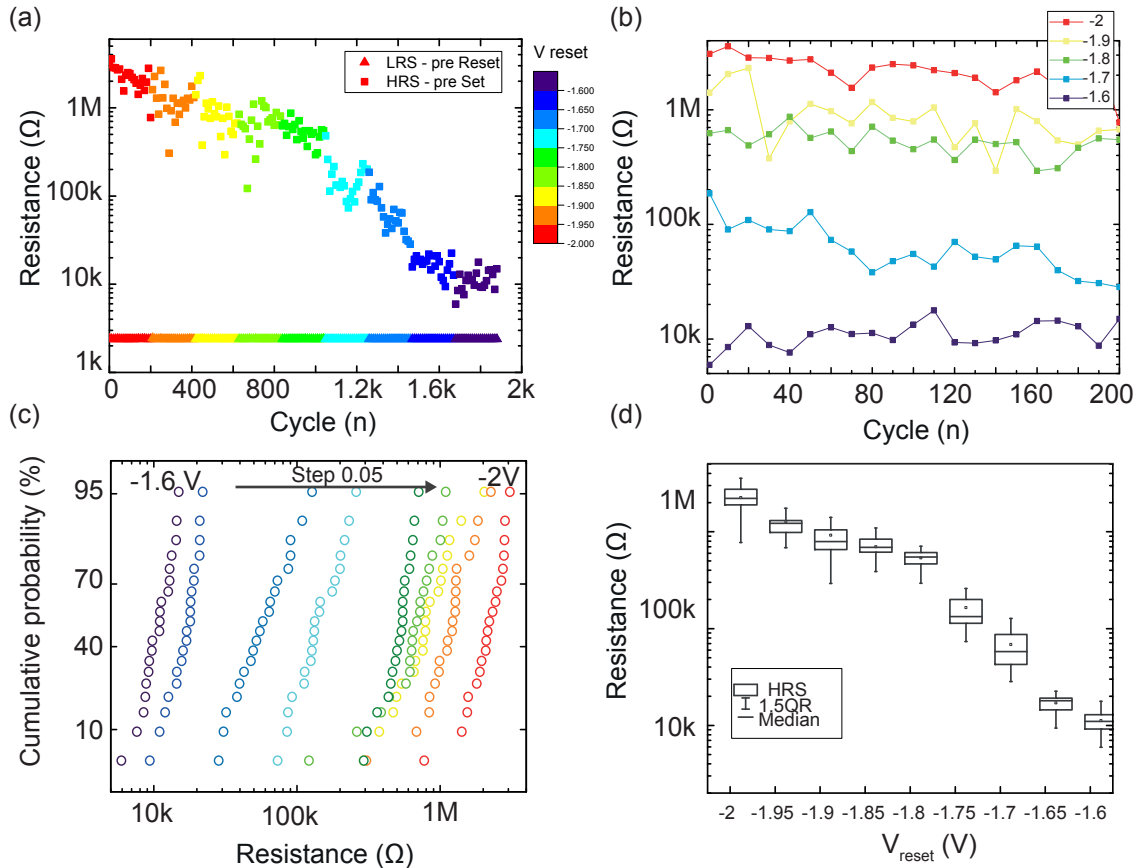 (a)
Resistance (Ω)
1M
100k
10k
1k
0
400
800
1.2k
1.6k
2k
Cycle (n)
LRS - pre Reset
HRS - pre Set
V reset
-1.600
-1.650
-1.700
-1.750
-1.800
-1.850
-1.900
-1.950
-2.000
(b)
Resistance (Ω)
1M
100k
10k
0
40
80
120
160
200
Cycle (n)
-2
-1.9
-1.8
-1.7
-1.6
(c)
Cumulative probability (%)
95
70
40
10
-1.6 V
Step 0.05
-2V
10k
100k
1M
Resistance (Ω)
(d)
Resistance (Ω)
1M
100k
10k
HRS
1.5QR
Median
-2
-1.95
-1.9
-1.85
-1.8
-1.75
-1.7
-1.65
-1.6
Vreset (V)